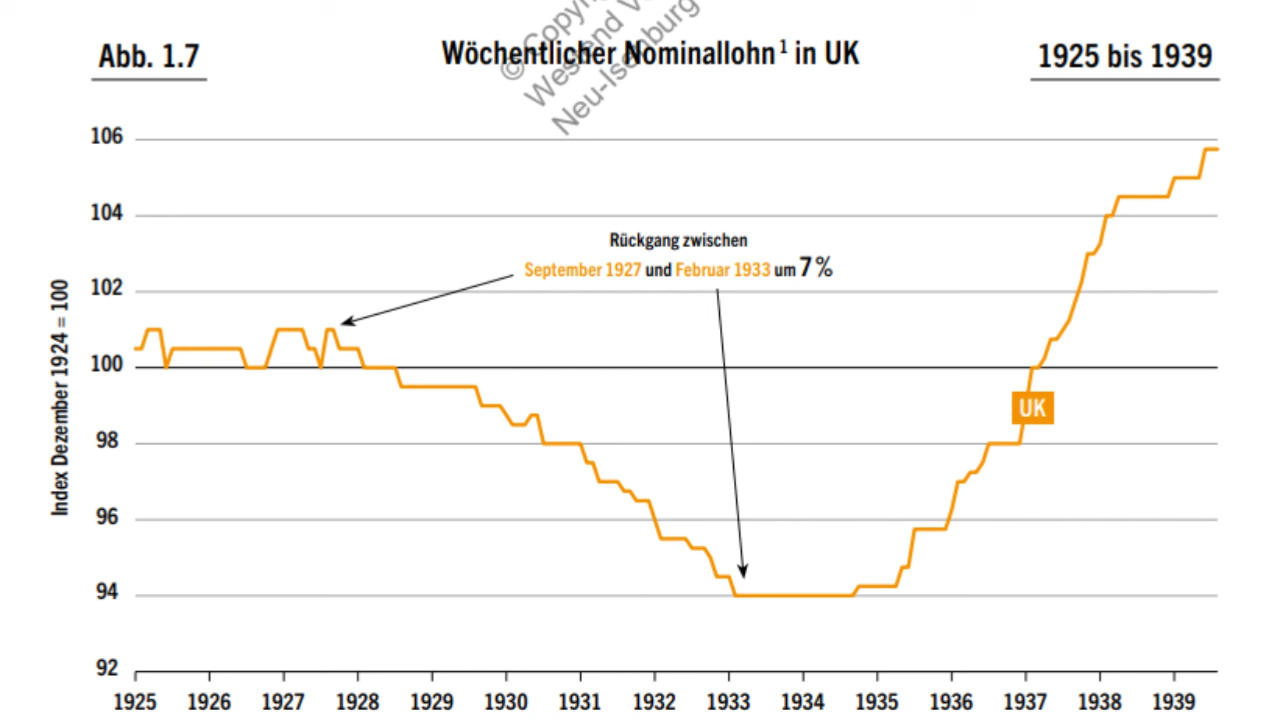 © Copyr
Westend V
Neu-Isenburg
Abb. 1.7
Wöchentlicher Nominallohn¹ in UK
1925 bis 1939
Index Dezember 1924 = 100
106
104
102
100
98
96
94
92
Rückgang zwischen
September 1927 und Februar 1933 um 7 %
UK
1925 1926 1927 1928 1929 1930 1931 1932 1933 1934 1935 1936 1937 1938 1939